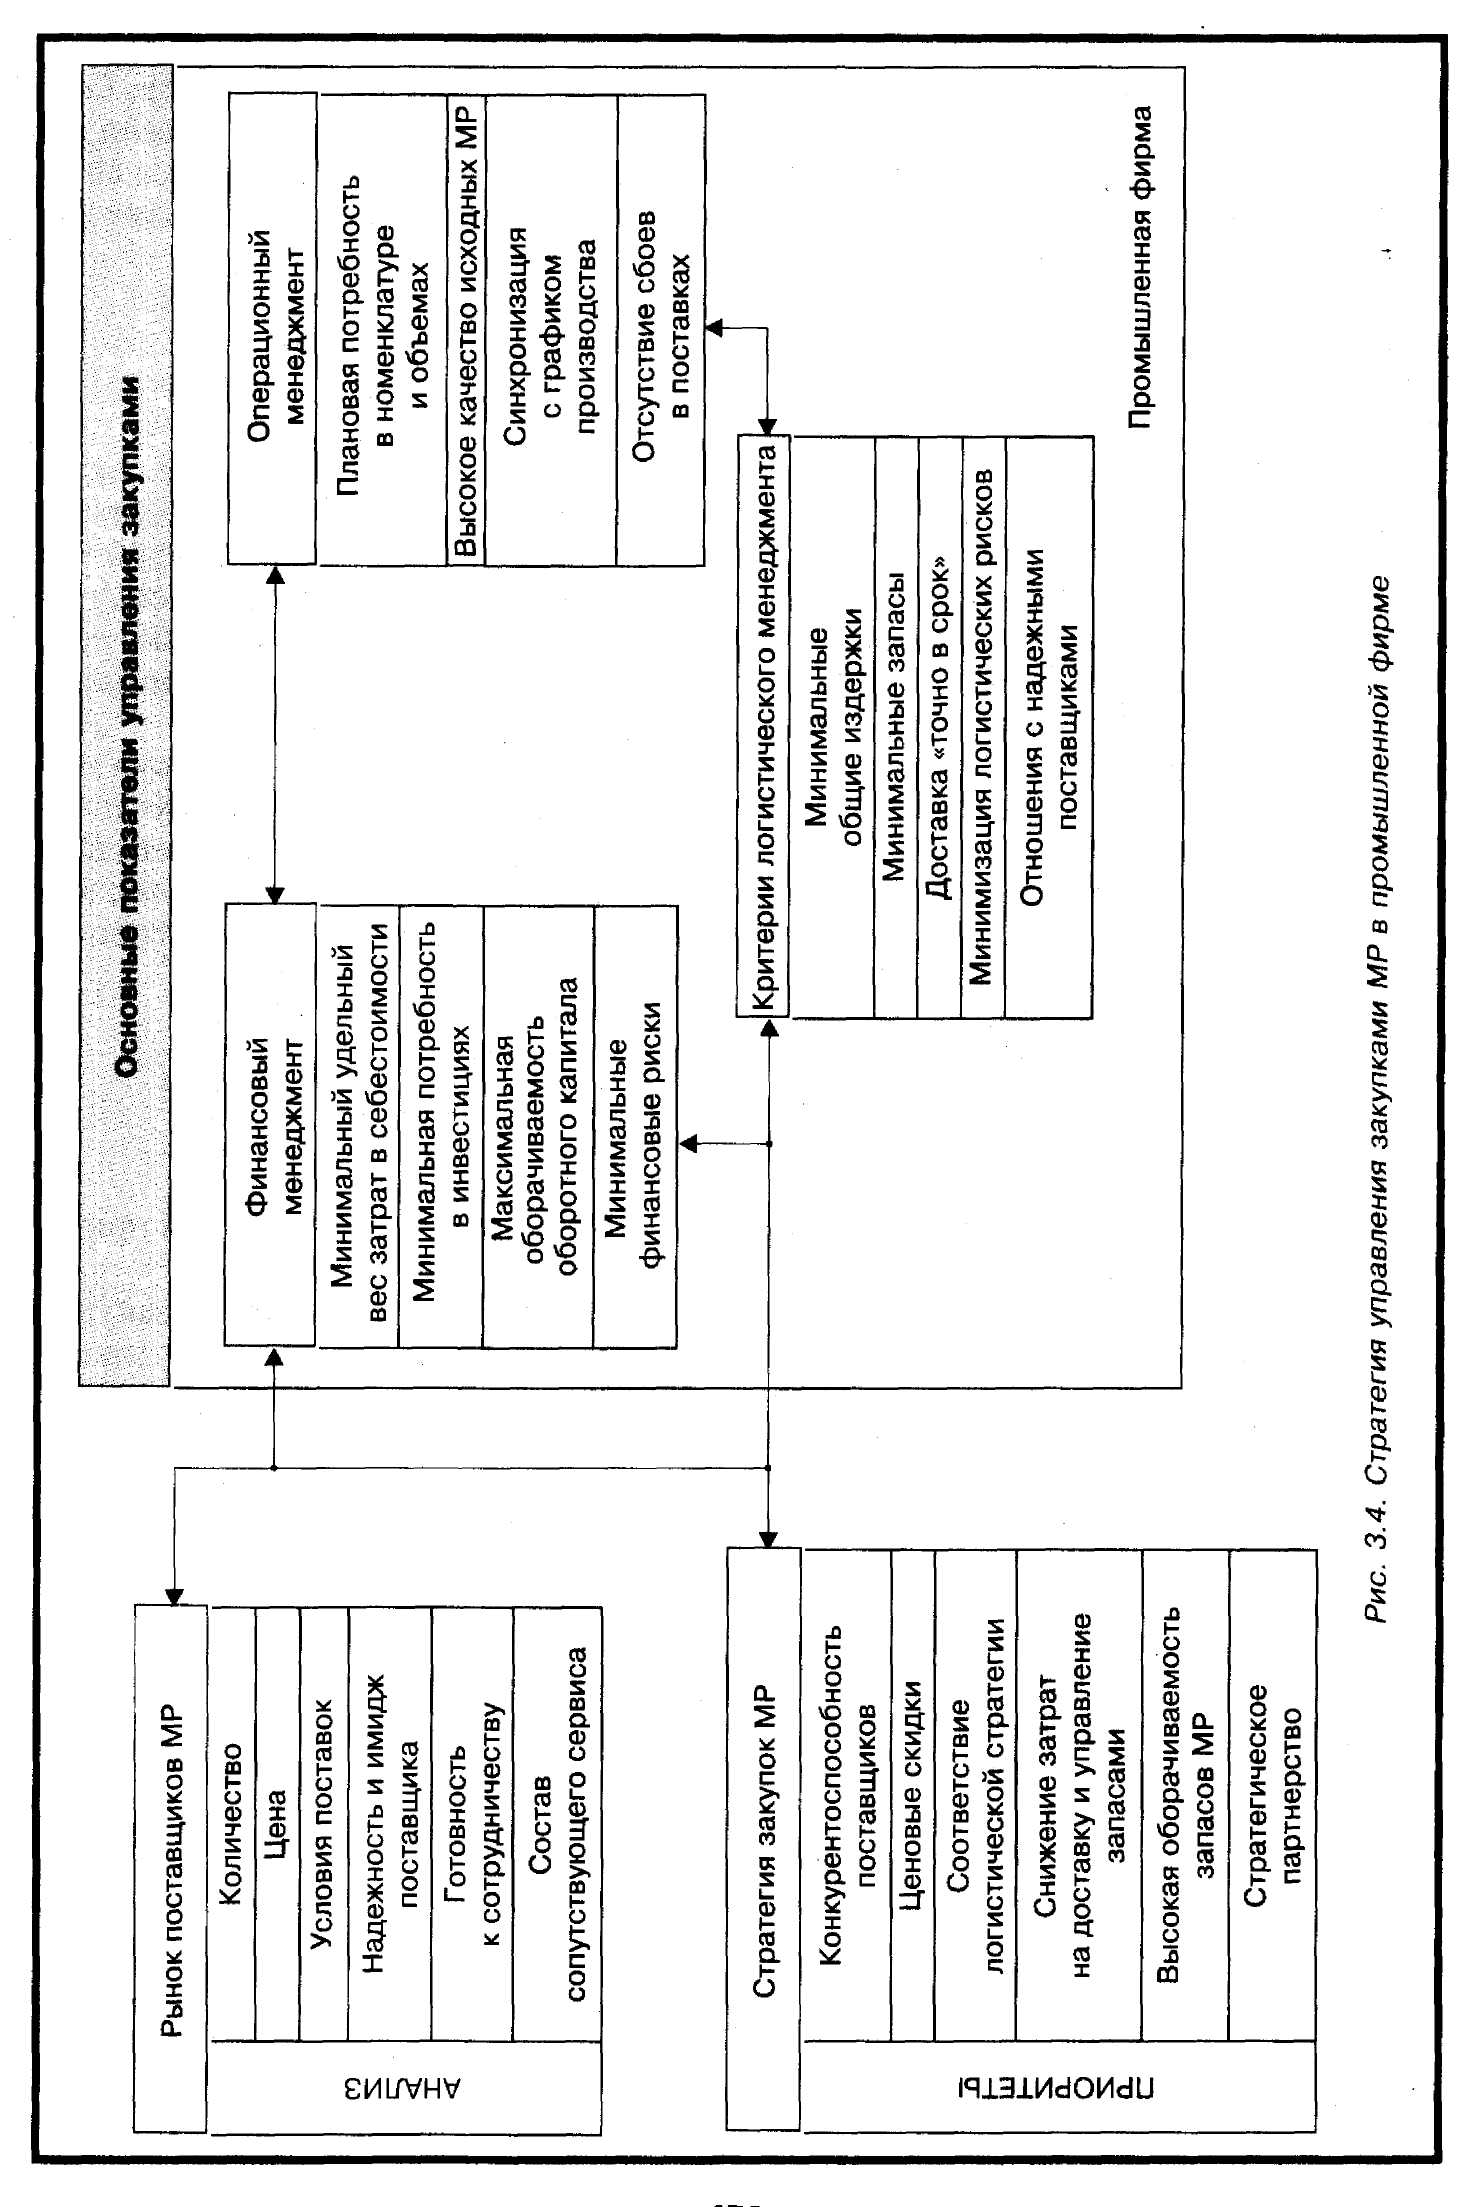 Основные показатели управления закупками
Рынок поставщиков МР
АНАЛИЗ
Количество
Цена
Условия поставок
Надежность и имидж
поставщика
Готовность
к сотрудничеству
Состав
сопутствующего сервиса
Финансовый
менеджмент
Минимальный удельный
вес затрат в себестоимости
Минимальная потребность
в инвестициях
Максимальная
оборачиваемость
оборотного капитала
Минимальные
финансовые риски
Операционный
менеджмент
Плановая потребность
в номенклатуре
и объемах
Высокое качество исходных МР
Синхронизация
с графиком
производства
Отсутствие сбоев
в поставках
Стратегия закупок МР
ПРИОРИТЕТЫ
Конкурентоспособность
поставщиков
Ценовые скидки
Соответствие
логистической стратегии
Снижение затрат
на доставку и управление
запасами
Высокая оборачиваемость
запасов МР
Стратегическое
партнерство
Критерии логистического менеджмента
Минимальные
общие издержки
Минимальные запасы
Доставка «точно в срок»
Минимизация логистических рисков
Отношения с надежными
поставщиками
Промышленная фирма
Рис. 3.4. Стратегия управления закупками МР в промышленной фирме